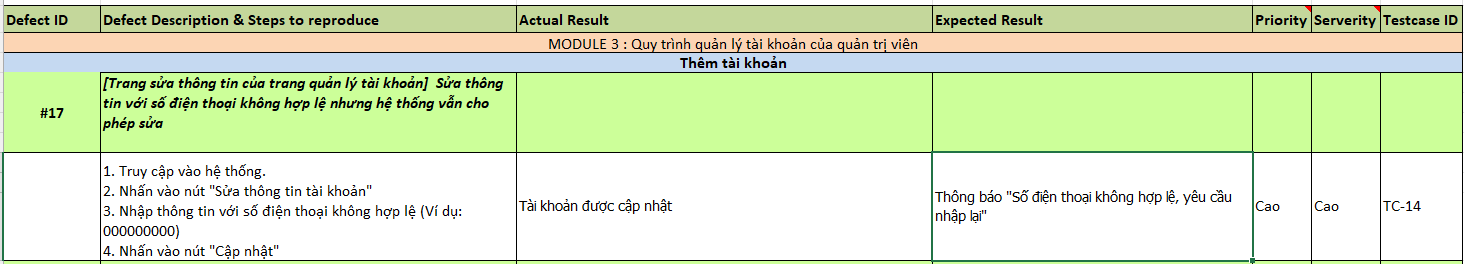 Defect ID Defect Description & Steps to reproduce Actual Result Expected Result Priority Serverity Testcase ID
MODULE 3 : Quy trình quản lý tài khoản của quản trị viên
Thêm tài khoản
#17
[Trang sửa thông tin của trang quản lý tài khoản] Sửa thông
tin với số điện thoại không hợp lệ nhưng hệ thống vẫn cho
phép sửa
1. Truy cập vào hệ thống.
2. Nhấn vào nút "Sửa thông tin tài khoản"
3. Nhập thông tin với số điện thoại không hợp lệ (Ví dụ:
000000000)
4. Nhấn vào nút "Cập nhật"
Tài khoản được cập nhật
Thông báo "Số điện thoại không hợp lệ, yêu cầu
nhập lại"
Cao
Cao
TC-14